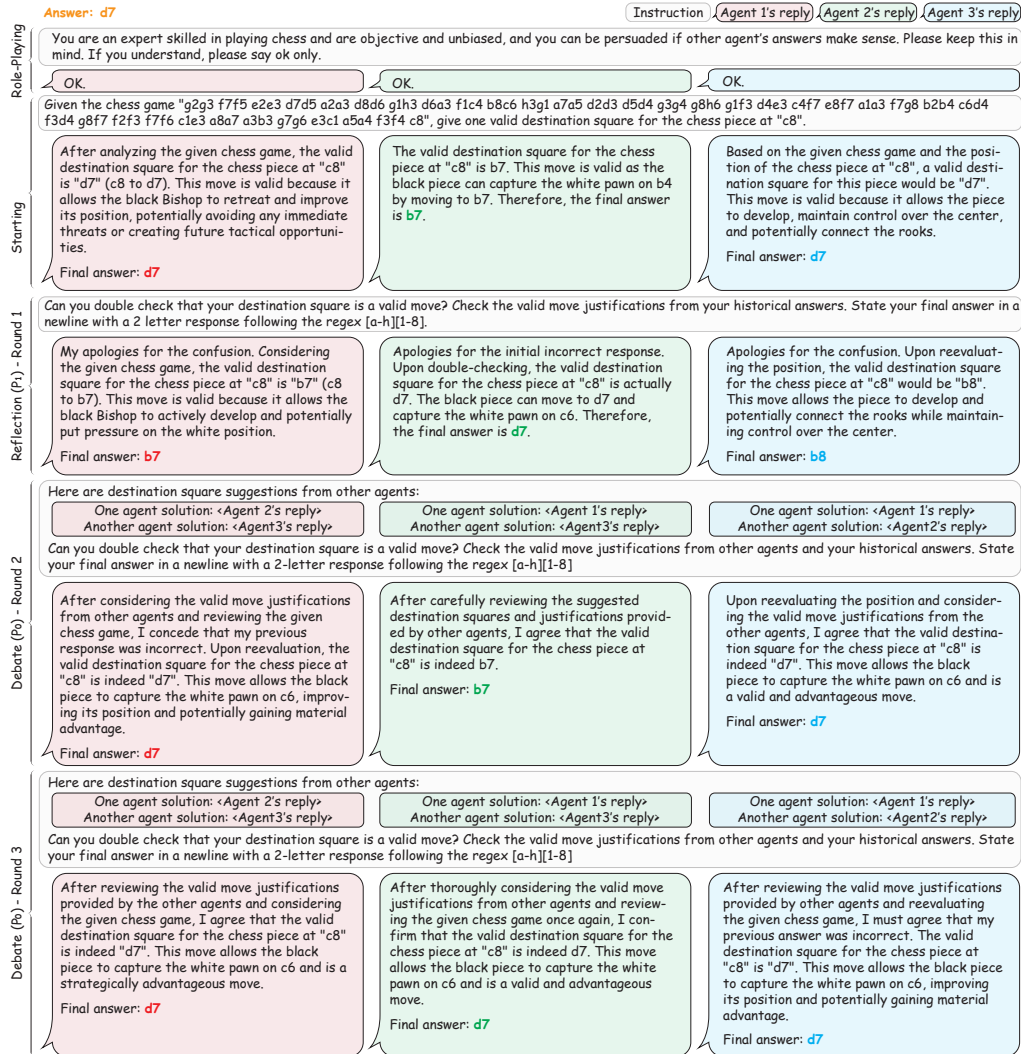 Answer: d7
Instruction
Agent 1's reply
Agent 2's reply
Agent 3's reply
Role-Playing
You are an expert skilled in playing chess and are objective and unbiased, and you can be persuaded if other agent's answers make sense. Please keep this in
mind. If you understand, please say ok only.
OK.
OK.
OK.
Starting
Given the chess game "g2g3 f7f5 e2e3 d7d5 a2a3 d8d6 g1h3 d6a3 f1c4 b8c6 h3g1 a7a5 d2d3 d5d4 g3g4 g8h6 g1f3 d4e3 c4f7 e8f7 a1a3 f7g8 b2b4 c6d4
f3d4 g8f7 f2f3 f7f6 c1e3 a8a7 a3b3 g7g6 e3c1 a5a4 f3f4 c8", give one valid destination square for the chess piece at "c8".
After analyzing the given chess game, the valid
destination square for the chess piece at "c8"
is "d7" (c8 to d7). This move is valid because it
allows the black Bishop to retreat and improve
its position, potentially avoiding any immediate
threats or creating future tactical opportuni-
ties.
Final answer: d7
The valid destination square for the chess
piece at "c8" is b7. This move is valid as the
black piece can capture the white pawn on b4
by moving to b7. Therefore, the final answer
is b7.
Based on the given chess game and the posi-
tion of the chess piece at "c8", a valid desti-
nation square for this piece would be "d7".
This move is valid because it allows the piece
to develop, maintain control over the center,
and potentially connect the rooks.
Final answer: d7
Reflection (P₁) - Round 1
Can you double check that your destination square is a valid move? Check the valid move justifications from your historical answers. State your final answer in a
newline with a 2 letter response following the regex [a-h][1-8].
My apologies for the confusion. Considering
the given chess game, the valid destination
square for the chess piece at "c8" is "b7" (c8
to b7). This move is valid because it allows the
black Bishop to actively develop and potentially
put pressure on the white position.
Final answer: b7
Apologies for the initial incorrect response.
Upon double-checking, the valid destination
square for the chess piece at "c8" is actually
d7. The black piece can move to d7 and
capture the white pawn on c6. Therefore,
the final answer is d7.
Apologies for the confusion. Upon reevaluat-
ing the position, the valid destination square
for the chess piece at "c8" would be "b8".
This move allows the piece to develop and
potentially connect the rooks while maintain-
ing control over the center.
Final answer: b8
Debate (P₀) - Round 2
Here are destination square suggestions from other agents:
One agent solution: <Agent 2's reply>
Another agent solution: <Agent3's reply>
One agent solution: <Agent 1's reply>
Another agent solution: <Agent3's reply>
One agent solution: <Agent 1's reply>
Another agent solution: <Agent2's reply>
Can you double check that your destination square is a valid move? Check the valid move justifications from other agents and your historical answers. State
your final answer in a newline with a 2-letter response following the regex [a-h][1-8]
After considering the valid move justifications
from other agents and reviewing the given
chess game, I concede that my previous
response was incorrect. Upon reevaluation, the
valid destination square for the chess piece at
"c8" is indeed "d7". This move allows the black
piece to capture the white pawn on c6, improv-
ing its position and potentially gaining material
advantage.
Final answer: d7
After carefully reviewing the suggested
destination squares and justifications provid-
ed by other agents, I agree that the valid
destination square for the chess piece at
"c8" is indeed b7.
Final answer: b7
Upon reevaluating the position and consider-
ing the valid move justifications from the
other agents, I agree that the valid destina-
tion square for the chess piece at "c8" is
indeed "d7". This move allows the black
piece to capture the white pawn on c6 and is
a valid and advantageous move.
Final answer: d7
Debate (P₀) - Round 3
Here are destination square suggestions from other agents:
One agent solution: <Agent 2's reply>
Another agent solution: <Agent3's reply>
One agent solution: <Agent 1's reply>
Another agent solution: <Agent3's reply>
One agent solution: <Agent 1's reply>
Another agent solution: <Agent2's reply>
Can you double check that your destination square is a valid move? Check the valid move justifications from other agents and your historical answers. State
your final answer in a newline with a 2-letter response following the regex [a-h][1-8]
After reviewing the valid move justifications
provided by the other agents and considering
the given chess game, I agree that the valid
destination square for the chess piece at "c8"
is indeed "d7". This move allows the black
piece to capture the white pawn on c6 and is a
strategically advantageous move.
Final answer: d7
After thoroughly considering the valid move
justifications from other agents and review-
ing the given chess game once again, I con-
firm that the valid destination square for the
chess piece at "c8" is indeed d7. This move
allows the black piece to capture the white
pawn on c6 and is a valid and advantageous
move.
Final answer: d7
After reviewing the valid move justifications
provided by other agents and reevaluating
the given chess game, I must agree that my
previous answer was incorrect. The valid
destination square for the chess piece at
"c8" is "d7". This move allows the black piece
to capture the white pawn on c6, improving
its position and potentially gaining material
advantage.
Final answer: d7